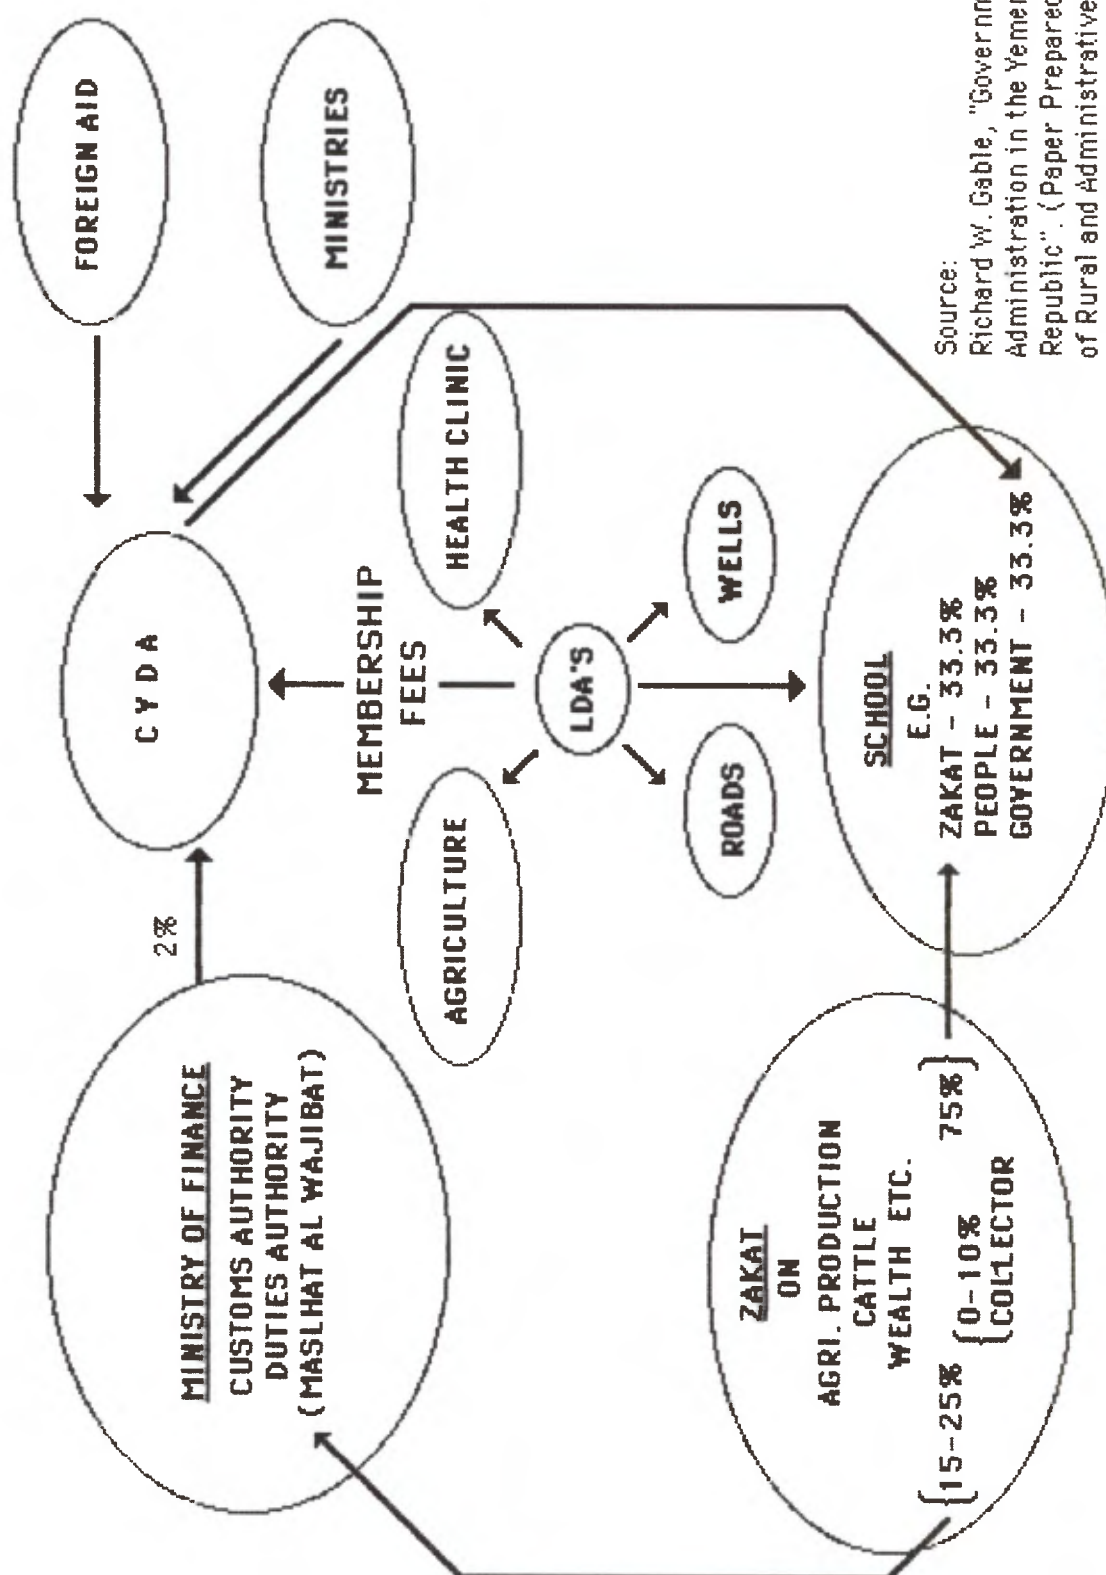 MINISTRY OF FINANCE
CUSTOMS AUTHORITY
DUTIES AUTHORITY
(MASLHAT AL WAJIBAT)
2%
CYDA
FOREIGN AID
MINISTRIES
MEMBERSHIP
FEES
AGRICULTURE
HEALTH CLINIC
LDA'S
ROADS
WELLS
ZAKAT
ON
AGRI. PRODUCTION
CATTLE
WEALTH ETC.
{15-25% {0-10% 75%}
{COLLECTOR
SCHOOL
E.G.
ZAKAT - 33.3%
PEOPLE - 33.3%
GOVERNMENT - 33.3%
Source:
Richard W. Gable, "Governm
Administration in the Yemen
Republic". (Paper Prepared
of Rural and Administrative